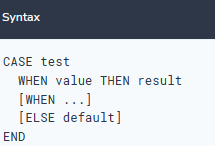 Syntax
CASE test
WHEN value THEN result
[WHEN ...]
[ELSE default]
END